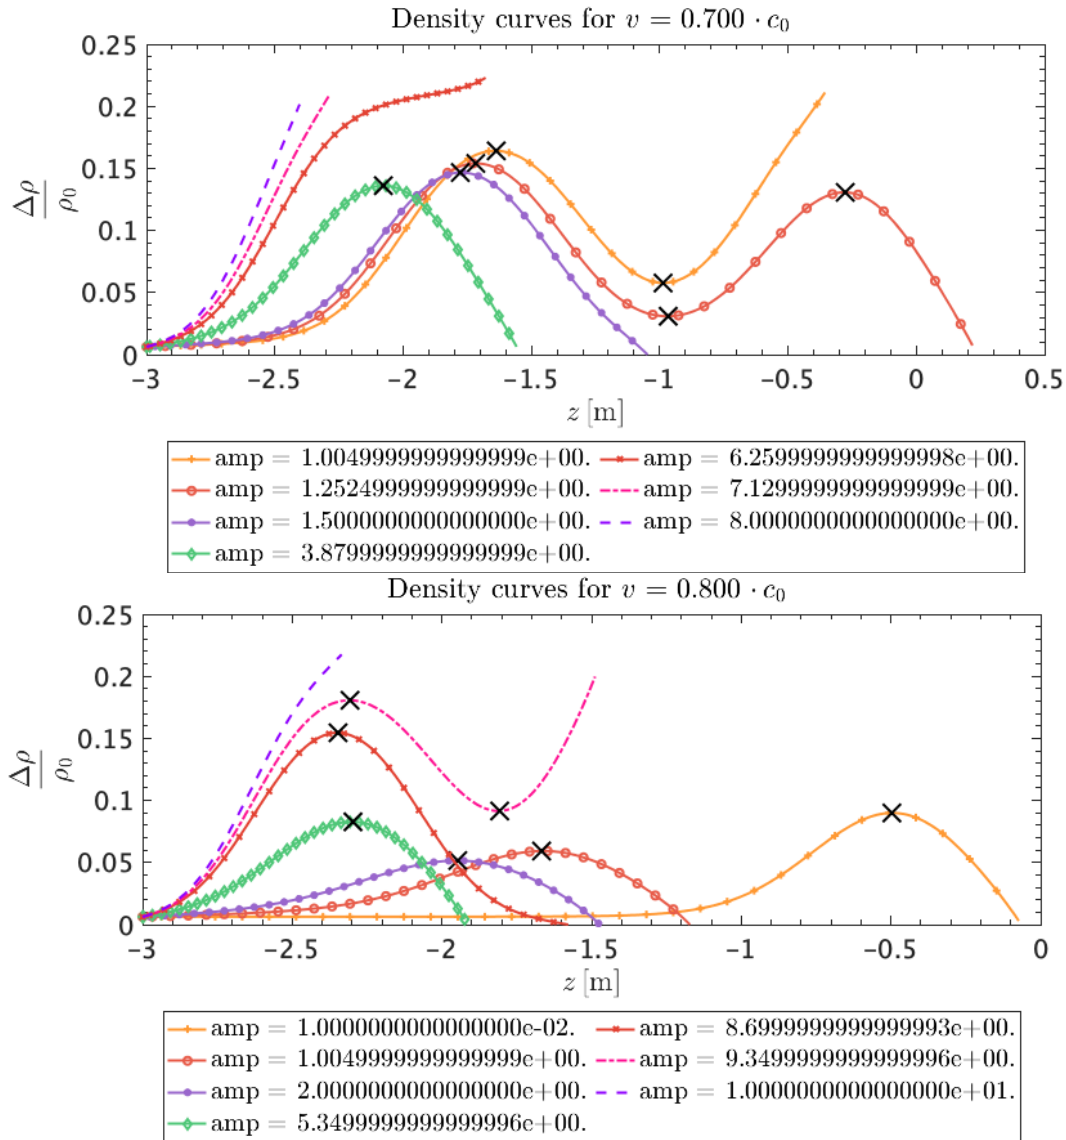 Density curves for v = 0.700 · c₀
0.25
0.2
0.15
0.1
0.05
0
Δρ
ρ₀
−3 −2.5 −2 −1.5 −1 −0.5 0 0.5
z [m]
amp = 1.0049999999999999e+00. amp = 6.2599999999999998e+00.
amp = 1.2524999999999999e+00. amp = 7.1299999999999999e+00.
amp = 1.5000000000000000e+00. amp = 8.0000000000000000e+00.
amp = 3.8799999999999999e+00.
Density curves for v = 0.800 · c₀
0.25
0.2
0.15
0.1
0.05
0
Δρ
ρ₀
−3 −2.5 −2 −1.5 −1 −0.5 0
z [m]
amp = 1.0000000000000000e-02. amp = 8.6999999999999993e+00.
amp = 1.0049999999999999e+00. amp = 9.3499999999999996e+00.
amp = 2.0000000000000000e+00. amp = 1.0000000000000000e+01.
amp = 5.3499999999999996e+00.